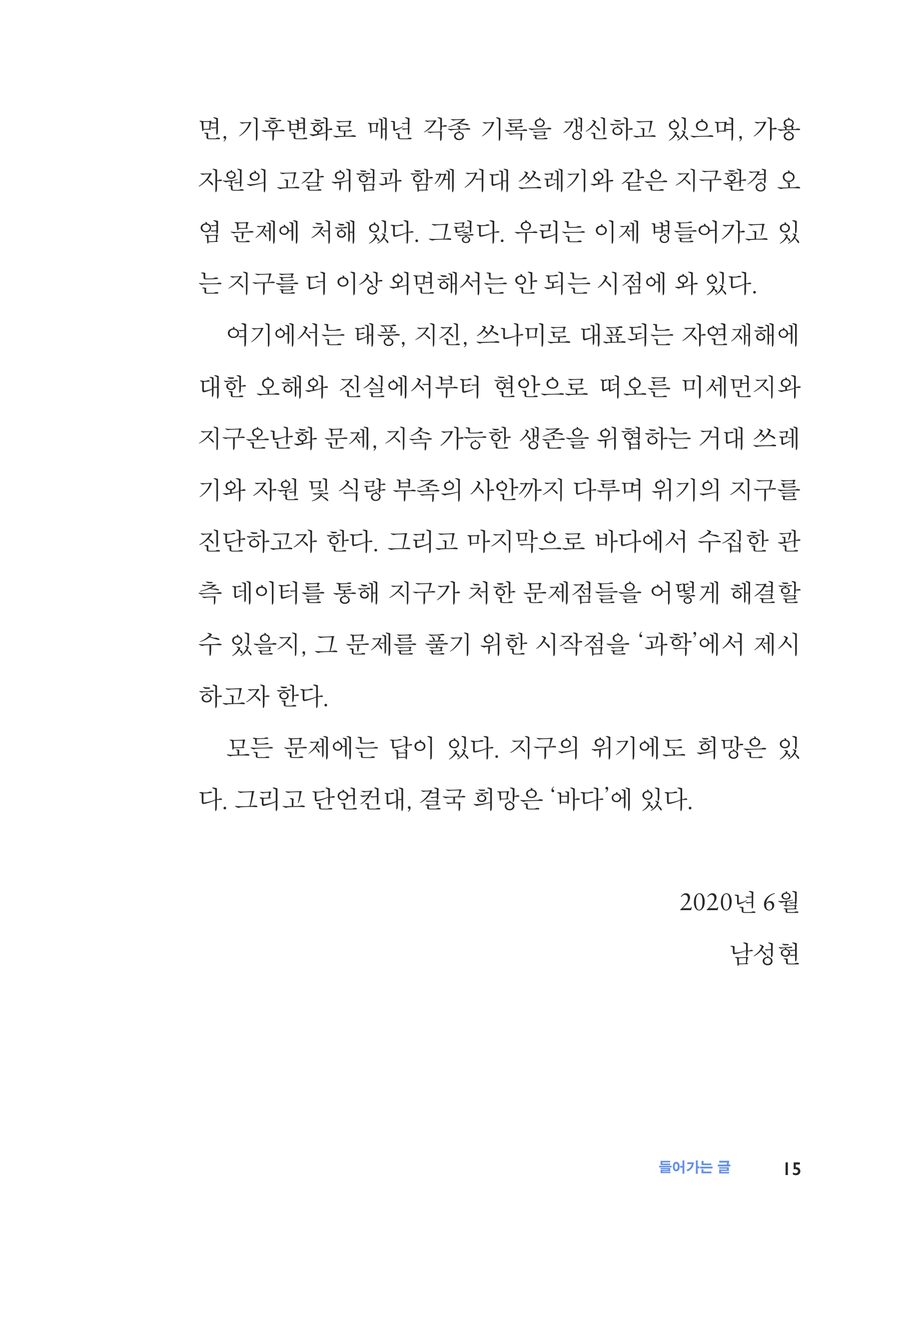 면, 기후변화로 매년 각종 기록을 갱신하고 있으며, 가용
자원의 고갈 위험과 함께 거대 쓰레기와 같은 지구환경 오
염 문제에 처해 있다. 그렇다. 우리는 이제 병들어가고 있
는 지구를 더 이상 외면해서는 안 되는 시점에 와 있다.
여기에서는 태풍, 지진, 쓰나미로 대표되는 자연재해에
대한 오해와 진실에서부터 현안으로 떠오른 미세먼지와
지구온난화 문제, 지속 가능한 생존을 위협하는 거대 쓰레
기와 자원 및 식량 부족의 사안까지 다루며 위기의 지구를
진단하고자 한다. 그리고 마지막으로 바다에서 수집한 관
측 데이터를 통해 지구가 처한 문제점들을 어떻게 해결할
수 있을지, 그 문제를 풀기 위한 시작점을 ‘과학’에서 제시
하고자 한다.
모든 문제에는 답이 있다. 지구의 위기에도 희망은 있
다. 그리고 단언컨대, 결국 희망은 ‘바다’에 있다.
2020년 6월
남성현
들어가는 글 15